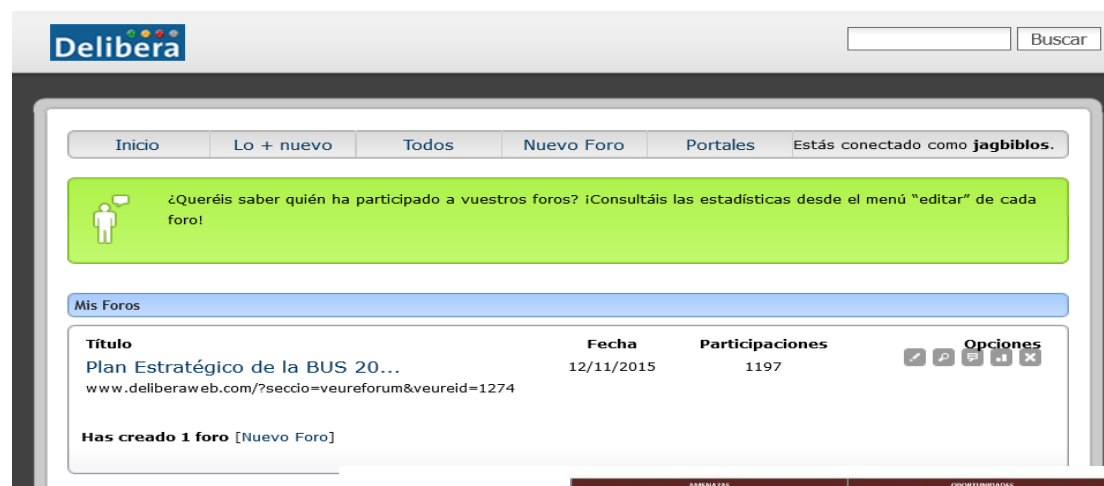 Delibera
Buscar
Inicio Lo + nuevo Todos Nuevo Foro Portales Estás conectado como jagbiblos.
¿Queréis saber quién ha participado a vuestros foros? ¡Consultáis las estadísticas desde el menú "editar" de cada
foro!
Mis Foros
Título Fecha Participaciones Opciones
Plan Estratégico de la BUS 20... 12/11/2015 1197
www.deliberaweb.com/?seccio=veureforum&veureid=1274
Has creado 1 foro [Nuevo Foro]
AMENAZAS OPORTUNIDADES